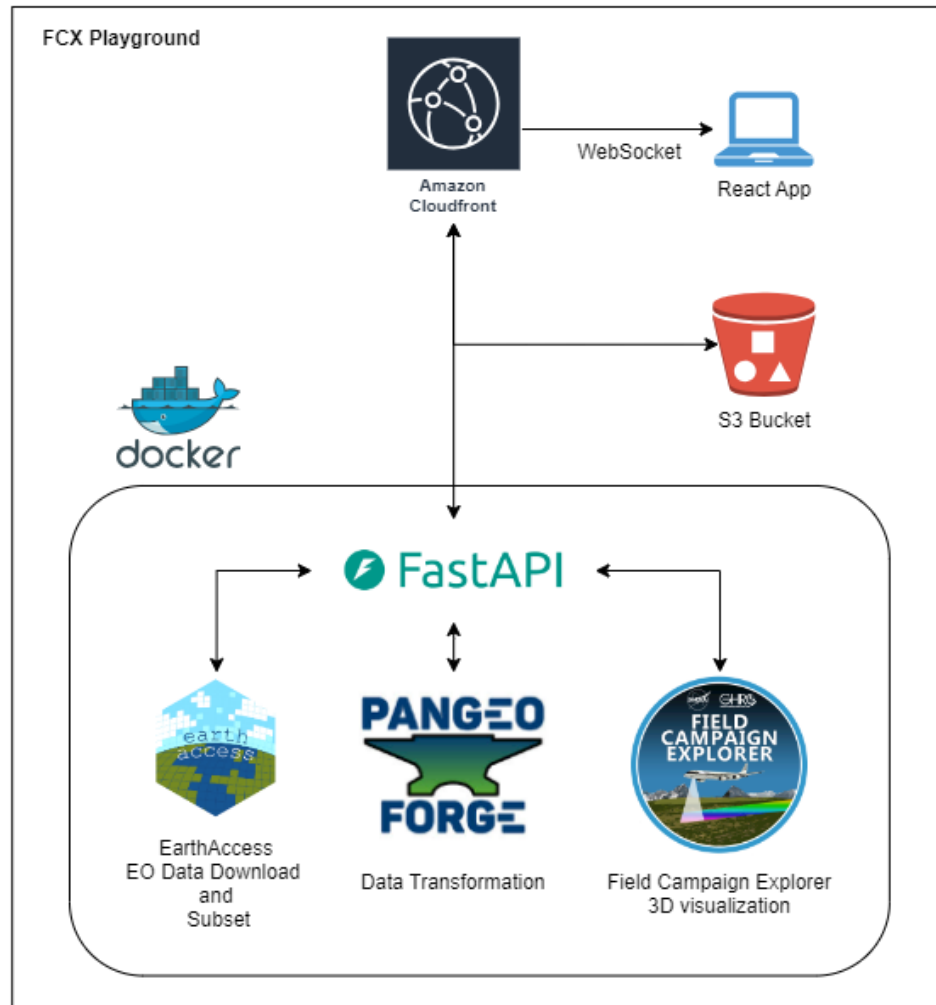 FCX Playground
Amazon
Cloudfront
WebSocket
React App
S3 Bucket
docker
FastAPI
earth
access
PANGEO
FORGE
GHRC
FIELD
CAMPAIGN
EXPLORER
EarthAccess
EO Data Download
and
Subset
Data Transformation
Field Campaign Explorer
3D visualization